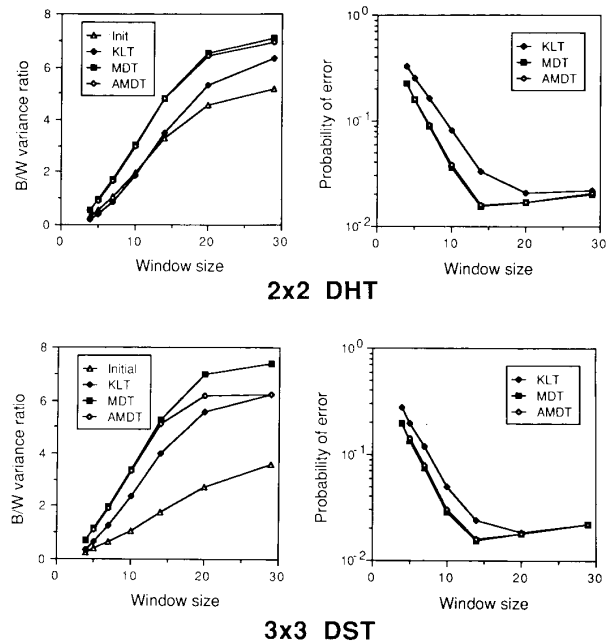 B/W variance ratio
8
6
4
2
0
0
10
20
30
Window size
Init
KLT
MDT
AMDT
Probability of error
10^0
10^-1
10^-2
0
10
20
30
Window size
KLT
MDT
AMDT
2x2 DHT
B/W variance ratio
8
6
4
2
0
0
10
20
30
Window size
Initial
KLT
MDT
AMDT
Probability of error
10^0
10^-1
10^-2
0
10
20
30
Window size
KLT
MDT
AMDT
3x3 DST